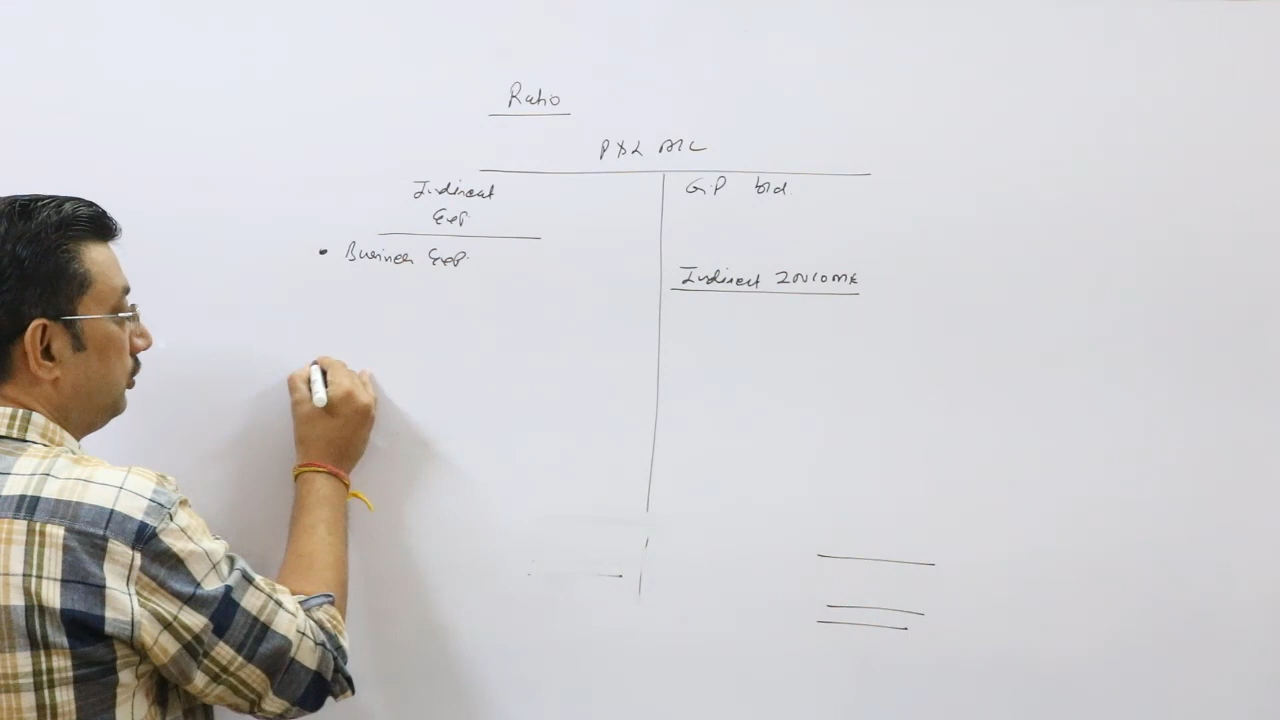 Ratio
P & L A/C
Indirect
Exp.
• Business Exp.
G.P b/d.
Indirect INCOME